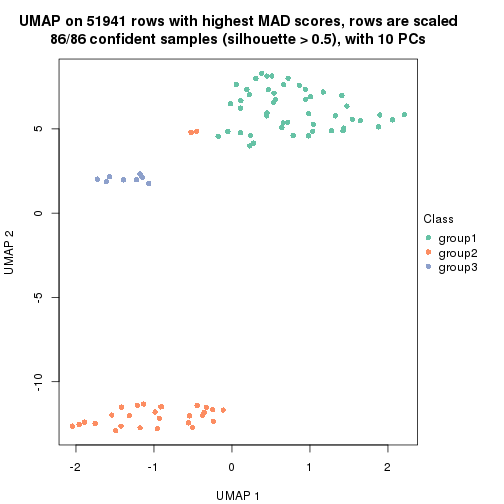 UMAP on 51941 rows with highest MAD scores, rows are scaled
86/86 confident samples (silhouette > 0.5), with 10 PCs
5
0
-5
-10
UMAP 2
-2
-1
0
1
2
UMAP 1
Class
group1
group2
group3